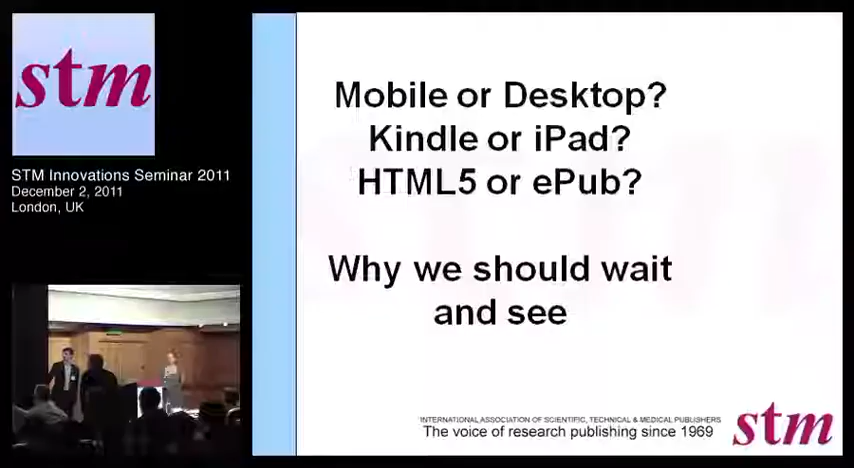 stm
STM Innovations Seminar 2011
December 2, 2011
London, UK
Mobile or Desktop?
Kindle or iPad?
HTML5 or ePub?
Why we should wait
and see
INTERNATIONAL ASSOCIATION OF SCIENTIFIC, TECHNICAL & MEDICAL PUBLISHERS
The voice of research publishing since 1969
stm